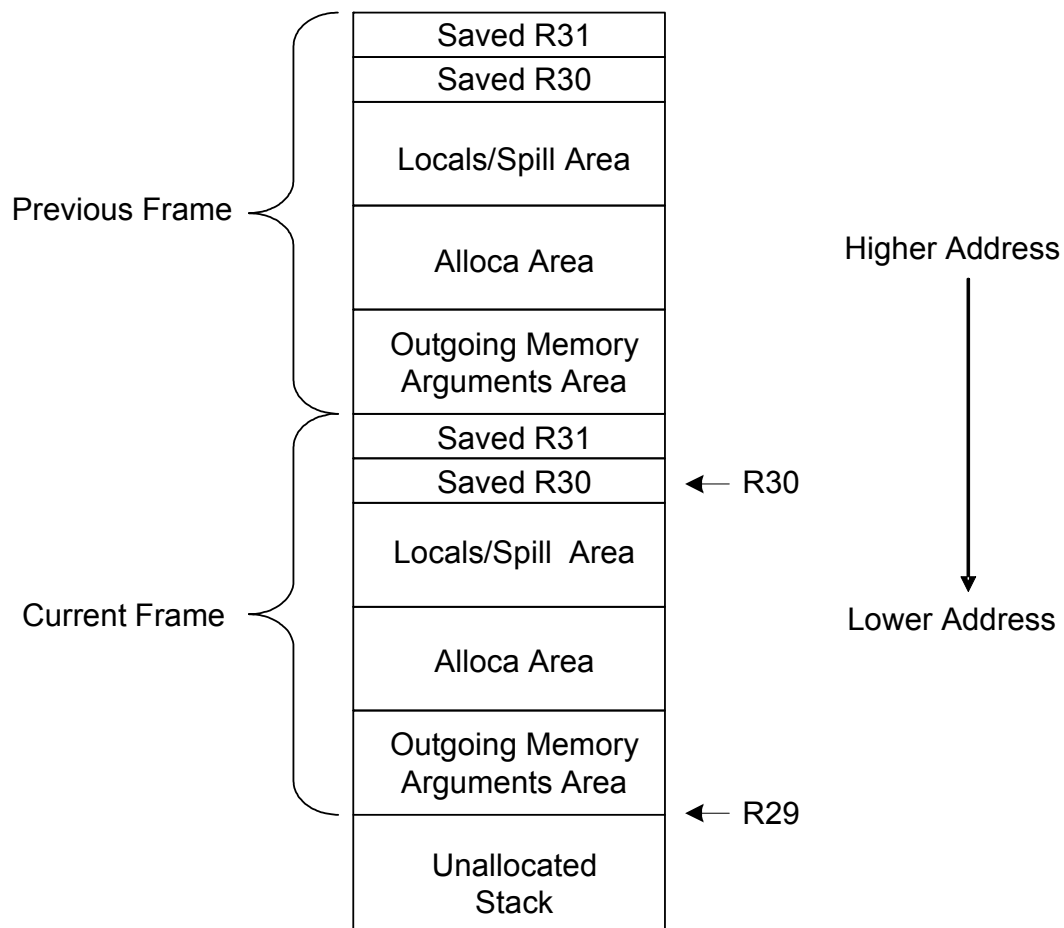 Saved R31
Saved R30
Locals/Spill Area
Previous Frame
Alloca Area
Higher Address
Outgoing Memory
Arguments Area
Saved R31
Saved R30
R30
Locals/Spill Area
Current Frame
Lower Address
Alloca Area
Outgoing Memory
Arguments Area
R29
Unallocated
Stack